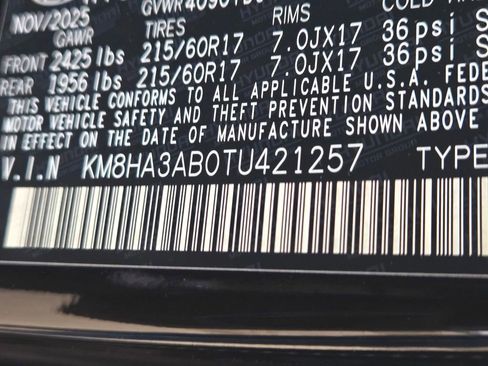 NOV/2025
TIRES RIMS
GAWR
FRONT 2425 lbs 215/60R17 7.0JX17 36 psi
REAR 1956 lbs 215/60R17 7.0JX17 36 psi
THIS VEHICLE CONFORMS TO ALL APPLICABLE U.S.A. FEDE
MOTOR VEHICLE SAFETY AND THEFT PREVENTION STANDARDS
IN EFFECT ON THE DATE OF MANUFACTURE SHOWN ABOVE
V.I.N KM8HA3AB0TU421257 TYPE